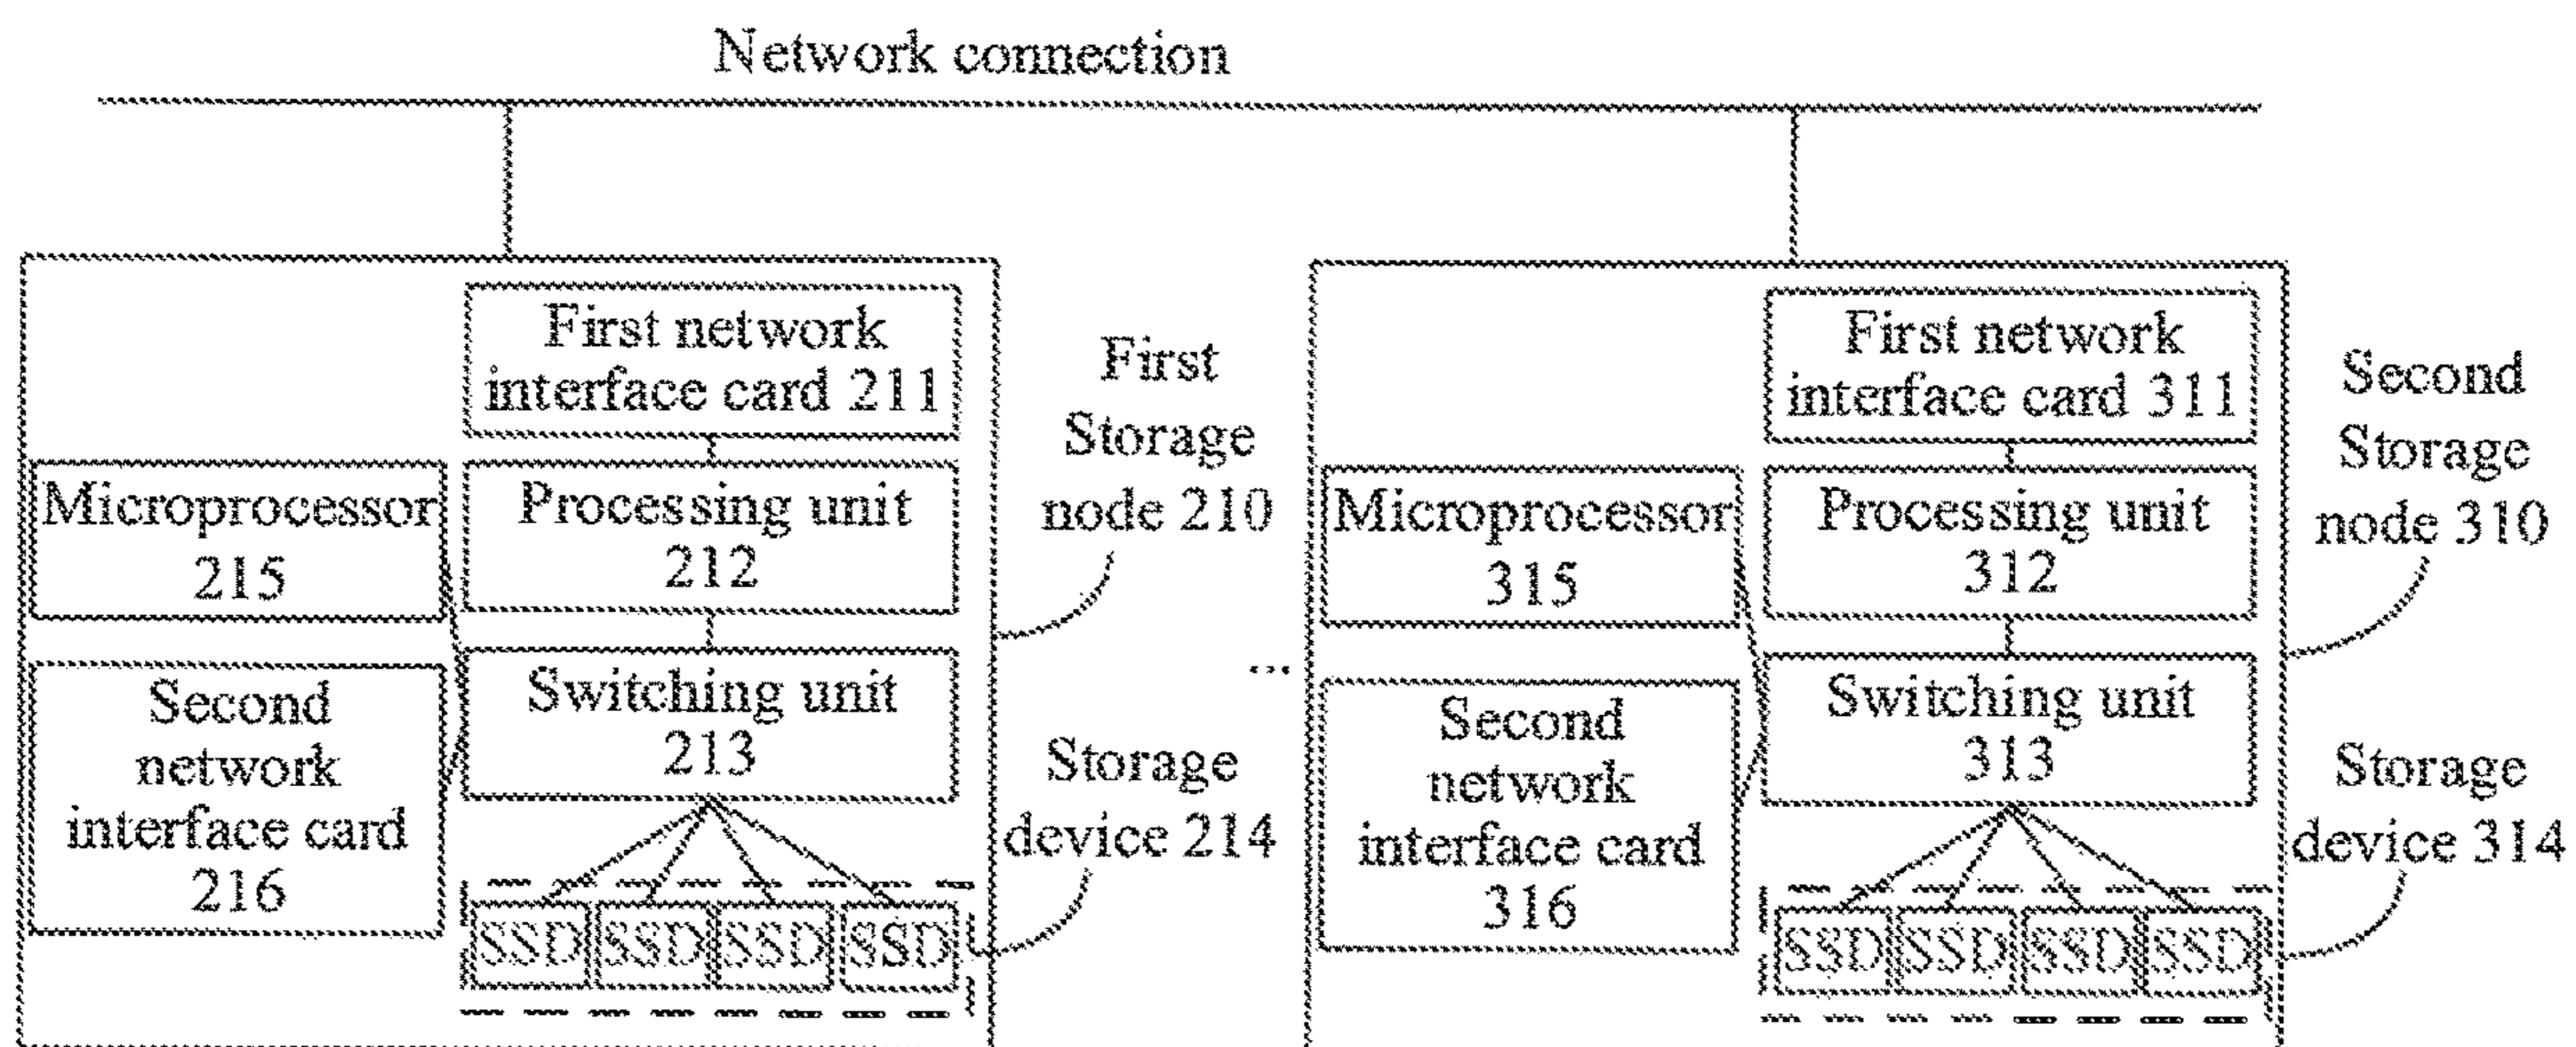 Network connection
First network
interface card 211
Microprocessor
215
Processing unit
212
Second
network
interface card
216
Switching unit
213
SSD SSD SSD SSD
First
Storage
node 210
Storage
device 214
...
First network
interface card 311
Microprocessor
315
Processing unit
312
Second
network
interface card
316
Switching unit
313
SSD SSD SSD SSD
Second
Storage
node 310
Storage
device 314